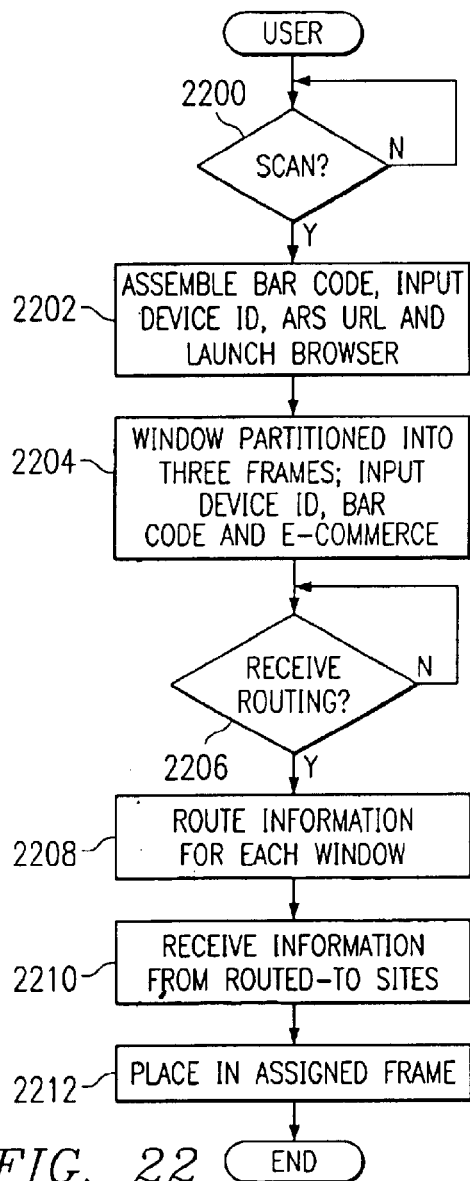 USER
2200
SCAN?
N
Y
2202
ASSEMBLE BAR CODE, INPUT
DEVICE ID, ARS URL AND
LAUNCH BROWSER
2204
WINDOW PARTITIONED INTO
THREE FRAMES; INPUT
DEVICE ID, BAR
CODE AND E-COMMERCE
RECEIVE
ROUTING?
N
2206
Y
2208
ROUTE INFORMATION
FOR EACH WINDOW
2210
RECEIVE INFORMATION
FROM ROUTED-TO SITES
2212
PLACE IN ASSIGNED FRAME
FIG. 22
END